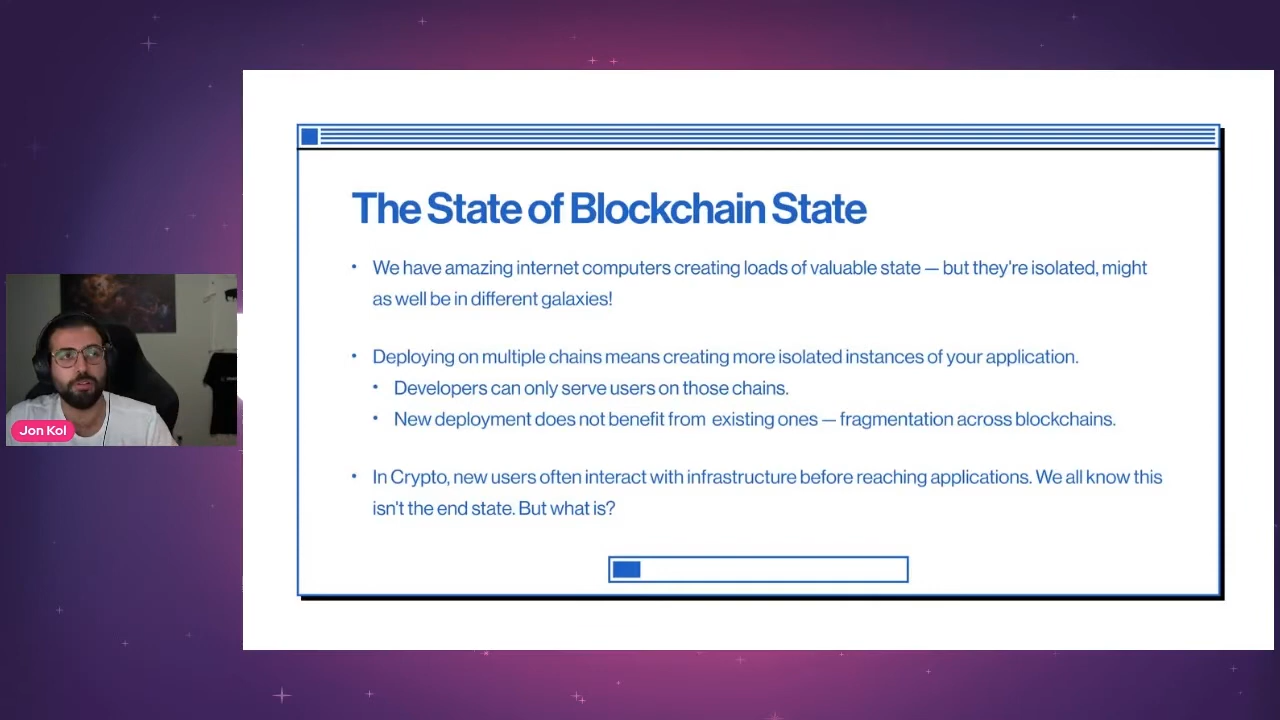 The State of Blockchain State
• We have amazing internet computers creating loads of valuable state — but they're isolated, might
as well be in different galaxies!
• Deploying on multiple chains means creating more isolated instances of your application.
• Developers can only serve users on those chains.
• New deployment does not benefit from existing ones — fragmentation across blockchains.
• In Crypto, new users often interact with infrastructure before reaching applications. We all know this
isn't the end state. But what is?
Jon Kol